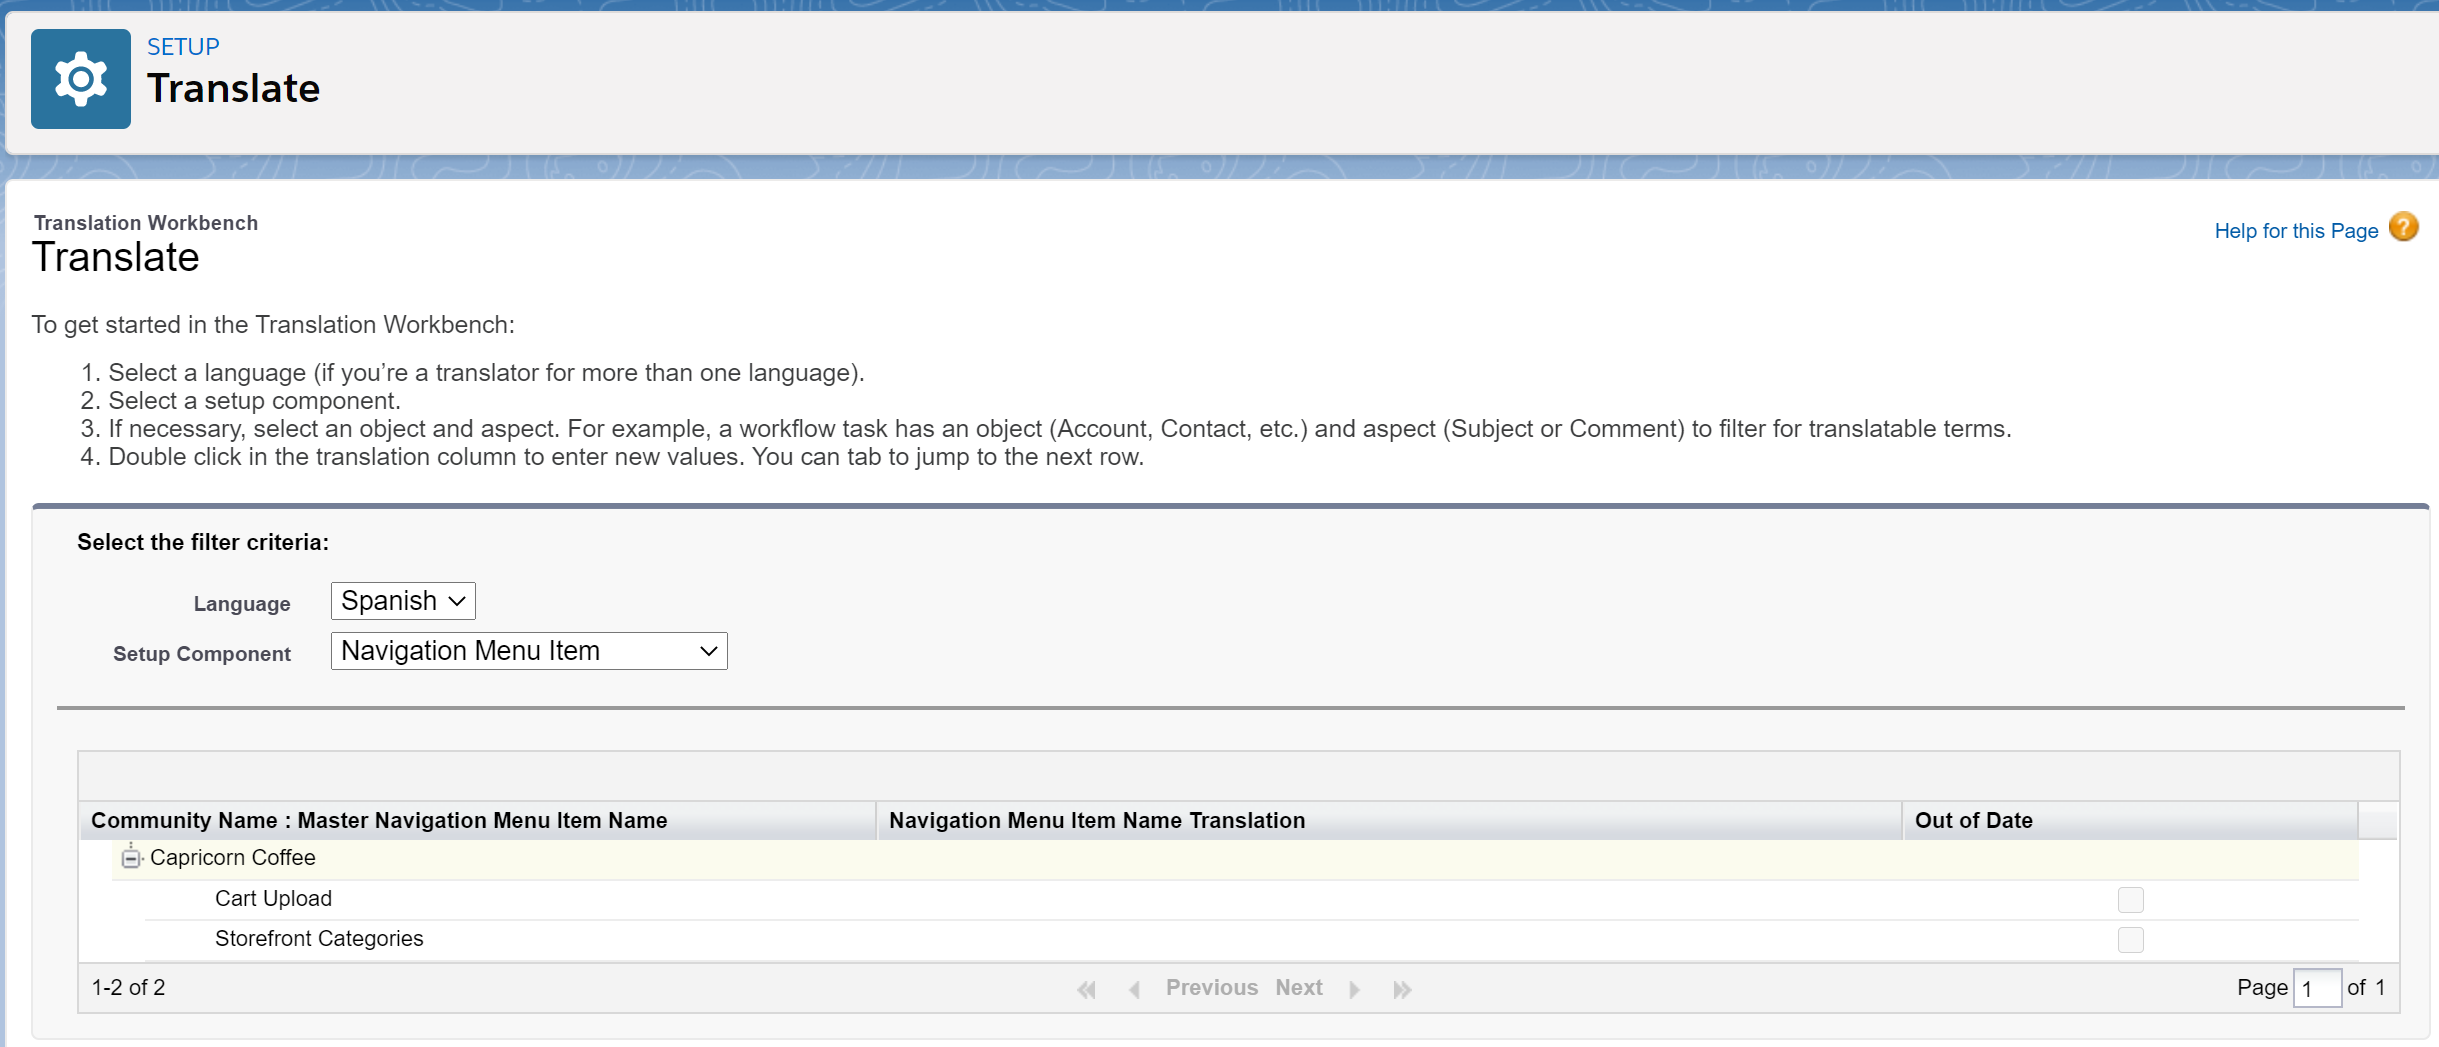 SETUP
Translate
Translation Workbench
Translate
Help for this Page
?
To get started in the Translation Workbench:
1. Select a language (if you’re a translator for more than one language).
2. Select a setup component.
3. If necessary, select an object and aspect. For example, a workflow task has an object (Account, Contact, etc.) and aspect (Subject or Comment) to filter for translatable terms.
4. Double click in the translation column to enter new values. You can tab to jump to the next row.
Select the filter criteria:
Language Spanish
Setup Component Navigation Menu Item
Community Name : Master Navigation Menu Item Name Navigation Menu Item Name Translation Out of Date
Capricorn Coffee
Cart Upload
Storefront Categories
1-2 of 2 Previous Next Page 1 of 1